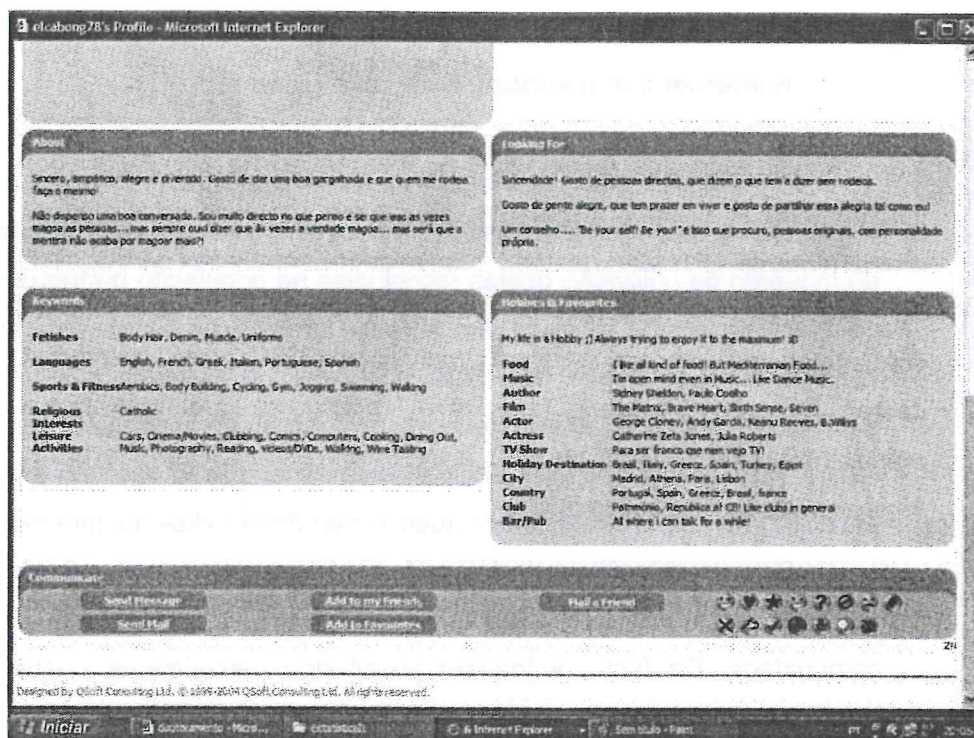 elcabong78's Profile - Microsoft Internet Explorer
About
Sincero, simpático, alegre e divertido. Gosto de dar uma boa gargalhada e que quem me rodeia
faça o mesmo!
Não dispenso uma boa conversada. Sou muito directo no que penso e sei que isso as vezes
magoa as pessoas... mas sempre ouvi dizer que às vezes a verdade magoa... mas será que a
mentira não acaba por magoar mais?!
Looking For
Sinceridade! Gosto de pessoas directas, que dizem o que tem a dizer sem rodeios.
Gosto de gente alegre, que tem prazer em viver e gosta de partilhar essa alegria tal como eu!
Um conselho.... "Be your self! Be you!" é isso que procuro, pessoas originais, com personalidade
própria.
Keywords
Fetishes Body Hair, Denim, Muscle, Uniforms
Languages English, French, Greek, Italian, Portuguese, Spanish
Sports & Fitness Aerobics, Body Building, Cycling, Gym, Jogging, Swimming, Walking
Religious Catholic
Interests
Leisure Cars, Cinema/Movies, Clubbing, Comics, Computers, Cooking, Dining Out,
Activities Music, Photography, Reading, Videos/DVDs, Walking, Wine Tasting
Hobbies & Favourites
My life is a Hobby ;) Always trying to enjoy it to the maximum!
Food I like all kind of food! But Mediterranean Food...
Music I'm open mind even in Music... Like Dance Music.
Author Sidney Sheldon, Paulo Coelho
Film The Matrix, Brave Heart, Sixth Sense, Seven
Actor George Cloney, Andy Garcia, Keanu Reeves, B.Willys
Actress Catherine Zeta Jones, Julia Roberts
TV Show Para ser franco que nem vejo TV!
Holiday Destination Brasil, Italy, Greece, Spain, Turkey, Egipt
City Madrid, Athens, Paris, Lisbon
Country Portugal, Spain, Greece, Brasil, france
Club Património, Republica af CB! Like clubs in general
Bar/Pub All where i can talk for a while!
Communicate
Send Message Add to my Friends Mail a Friend
Send Mail Add to Favourites
Designed by QSoft Consulting Ltd. © 1999-2004 QSoft Consulting Ltd. All rights reserved.
Iniciar estatisticaIt 6 Internet Explorer Sem título - Paint PT